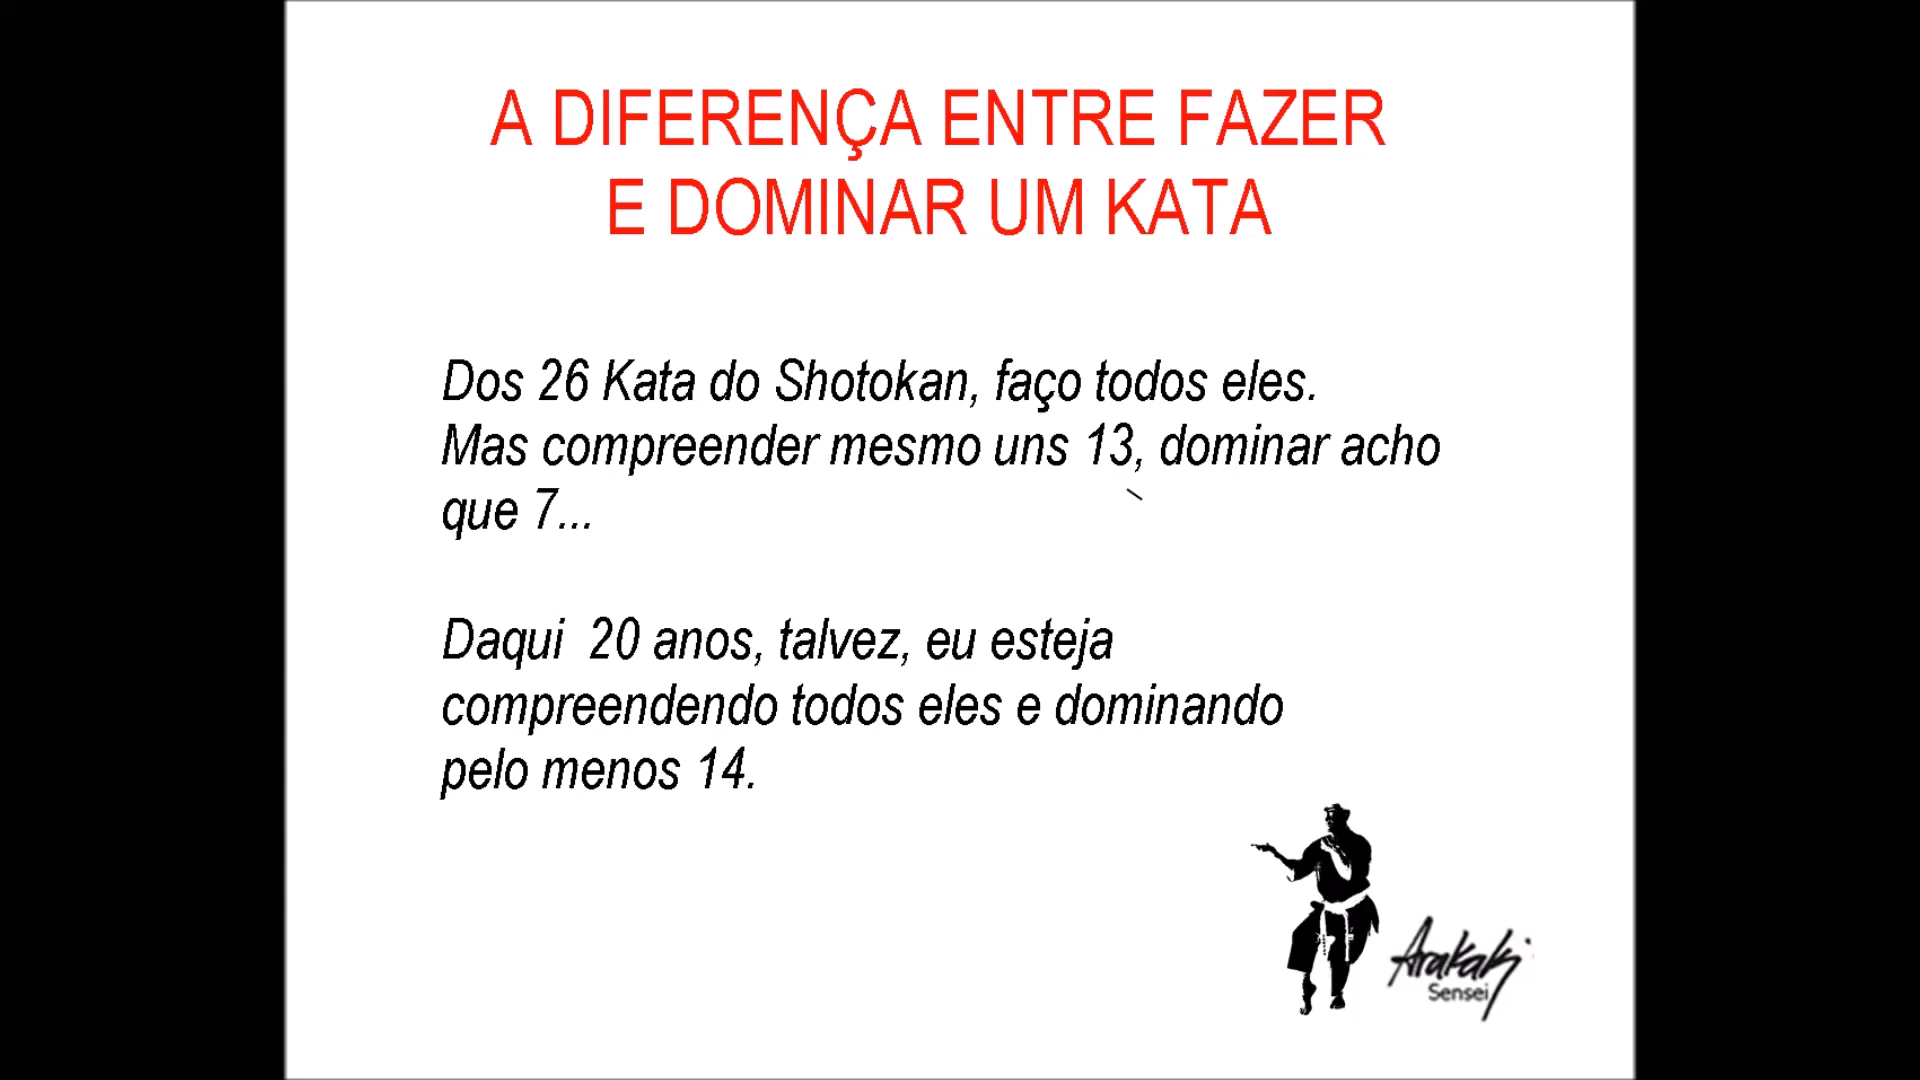 A DIFERENÇA ENTRE FAZER
E DOMINAR UM KATA
Dos 26 Kata do Shotokan, faço todos eles.
Mas compreender mesmo uns 13, dominar acho
que 7...
Daqui  20 anos, talvez, eu esteja
compreendendo todos eles e dominando
pelo menos 14.
Arakaki
Sensei